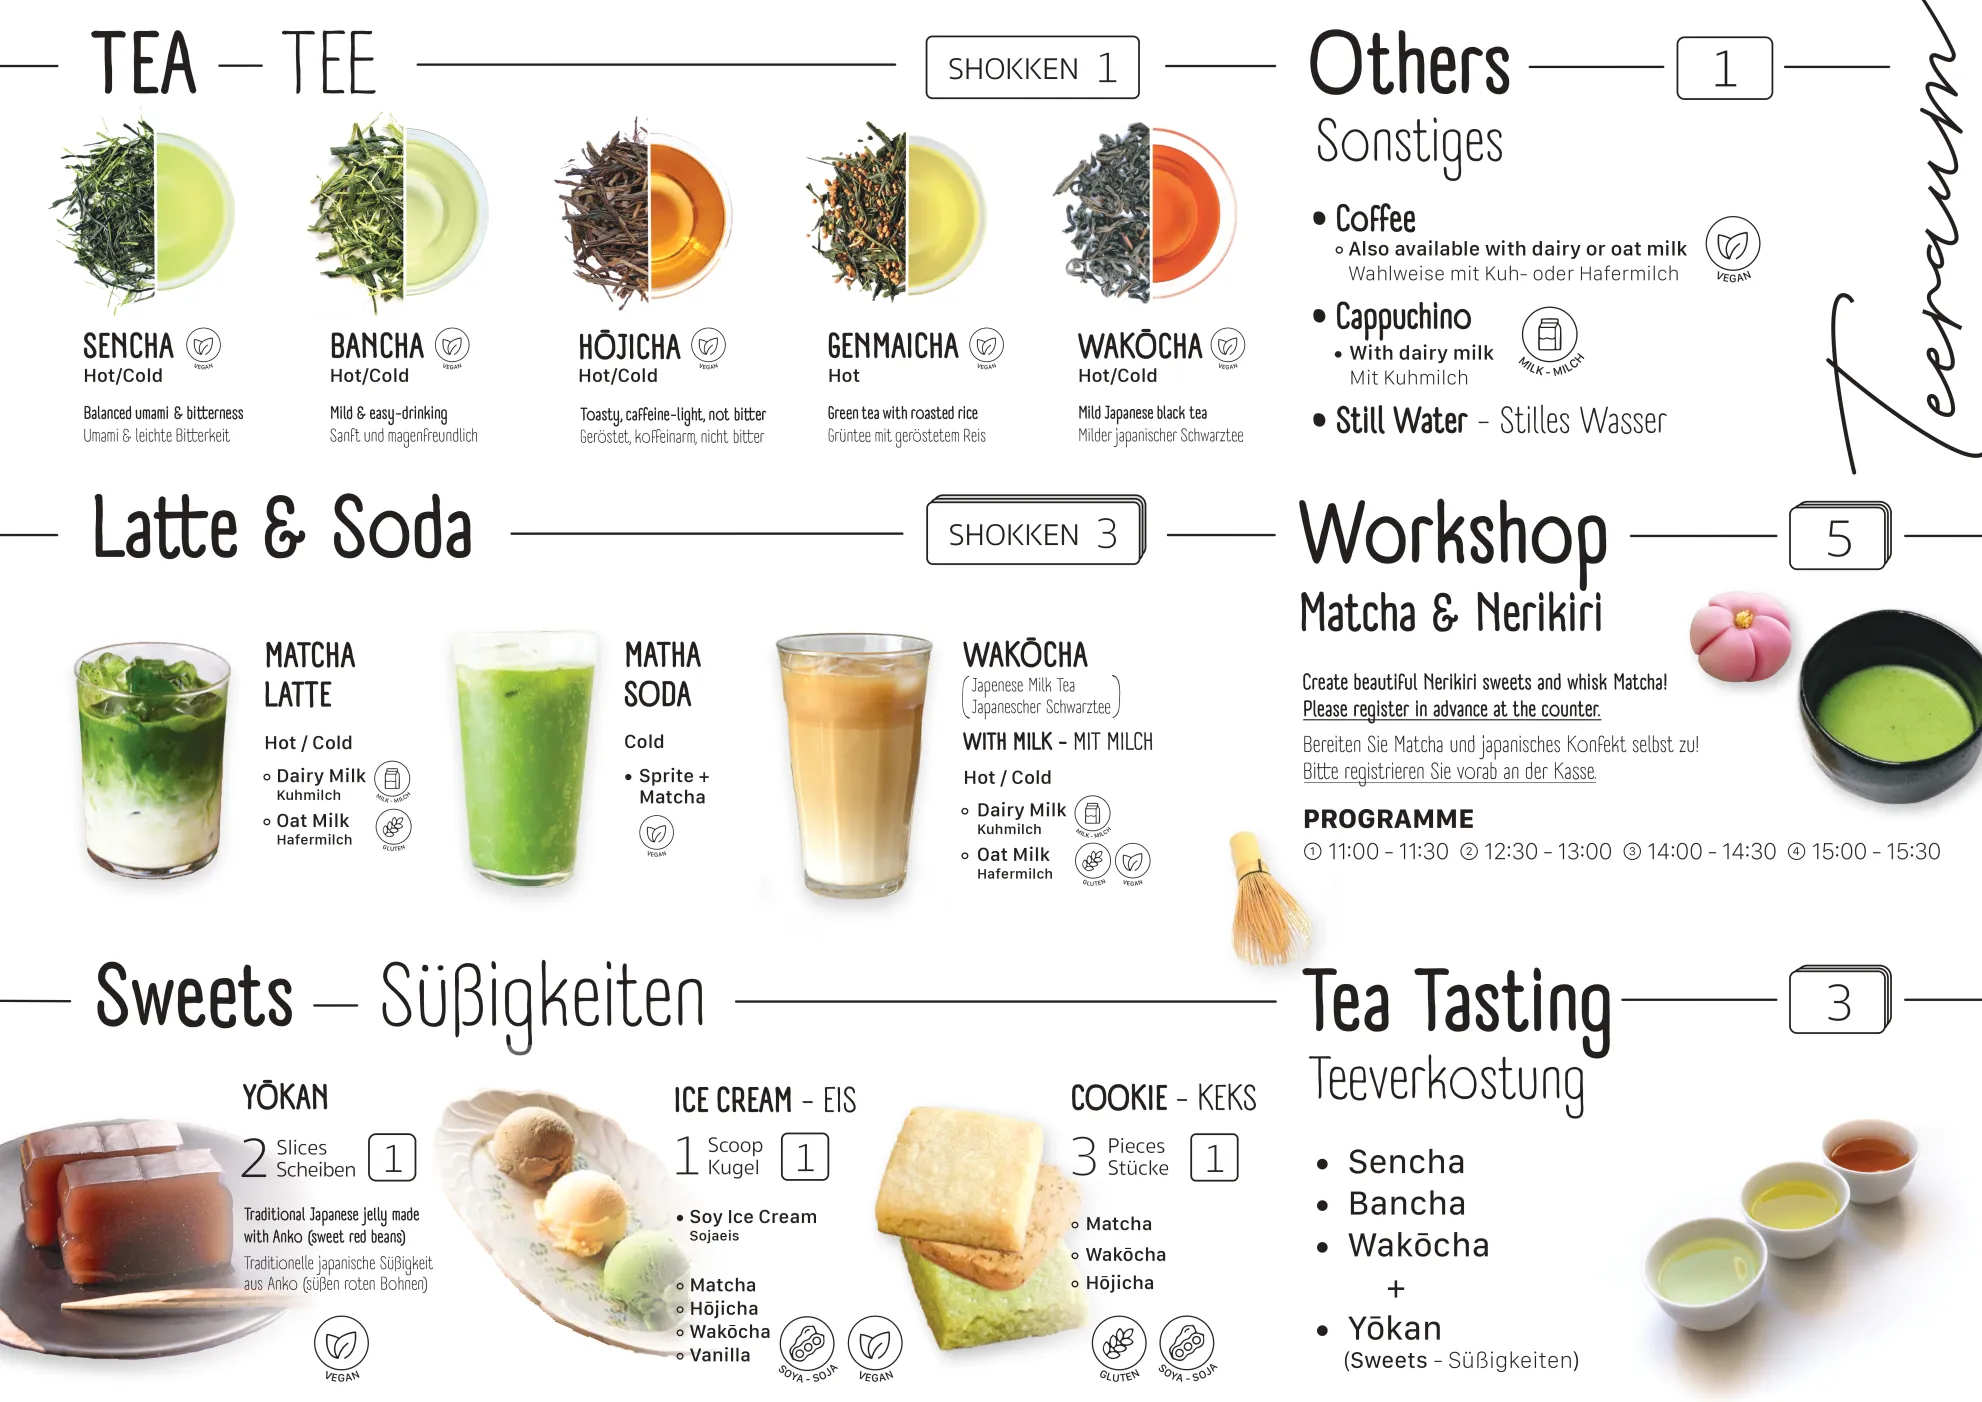 TEA — TEE
SHOKKEN 1
SENCHA
VEGAN
Hot/Cold
Balanced umami & bitterness
Umami & leichte Bitterkeit
BANCHA
VEGAN
Hot/Cold
Mild & easy-drinking
Sanft und magenfreundlich
HŌJICHA
VEGAN
Hot/Cold
Toasty, caffeine-light, not bitter
Geröstet, koffeinarm, nicht bitter
GENMAICHA
VEGAN
Hot
Green tea with roasted rice
Grüntee mit geröstetem Reis
WAKŌCHA
VEGAN
Hot/Cold
Mild Japanese black tea
Milder japanischer Schwarztee
Others
1
Sonstiges
• Coffee
Also available with dairy or oat milk
Wahlweise mit Kuh- oder Hafermilch
VEGAN
• Cappuchino
• With dairy milk
Mit Kuhmilch
MILK - MILCH
• Still Water - Stilles Wasser
Teeraum
Latte & Soda
SHOKKEN 3
MATCHA
LATTE
Hot / Cold
Dairy Milk
Kuhmilch
MILK - MILCH
Oat Milk
Hafermilch
GLUTEN
MATHA
SODA
Cold
• Sprite +
Matcha
VEGAN
WAKŌCHA
(Japenese Milk Tea
Japanescher Schwarztee)
WITH MILK - MIT MILCH
Hot / Cold
Dairy Milk
Kuhmilch
MILK - MILCH
Oat Milk
Hafermilch
GLUTEN
VEGAN
Workshop
5
Matcha & Nerikiri
Create beautiful Nerikiri sweets and whisk Matcha!
Please register in advance at the counter.
Bereiten Sie Matcha und japanisches Konfekt selbst zu!
Bitte registrieren Sie vorab an der Kasse.
PROGRAMME
① 11:00 - 11:30 ② 12:30 - 13:00 ③ 14:00 - 14:30 ④ 15:00 - 15:30
Sweets — Süßigkeiten
YŌKAN
2 Slices
Scheiben
1
Traditional Japanese jelly made
with Anko (sweet red beans)
Traditionelle japanische Süßigkeit
aus Anko (süßen roten Bohnen)
VEGAN
ICE CREAM - EIS
1 Scoop
Kugel
1
• Soy Ice Cream
Sojaeis
Matcha
Hōjicha
Wakōcha
Vanilla
SOYA - SOJA
VEGAN
COOKIE - KEKS
3 Pieces
Stücke
1
Matcha
Wakōcha
Hōjicha
GLUTEN
SOYA - SOJA
Tea Tasting
3
Teeverkostung
• Sencha
• Bancha
• Wakōcha
+
• Yōkan
(Sweets - Süßigkeiten)